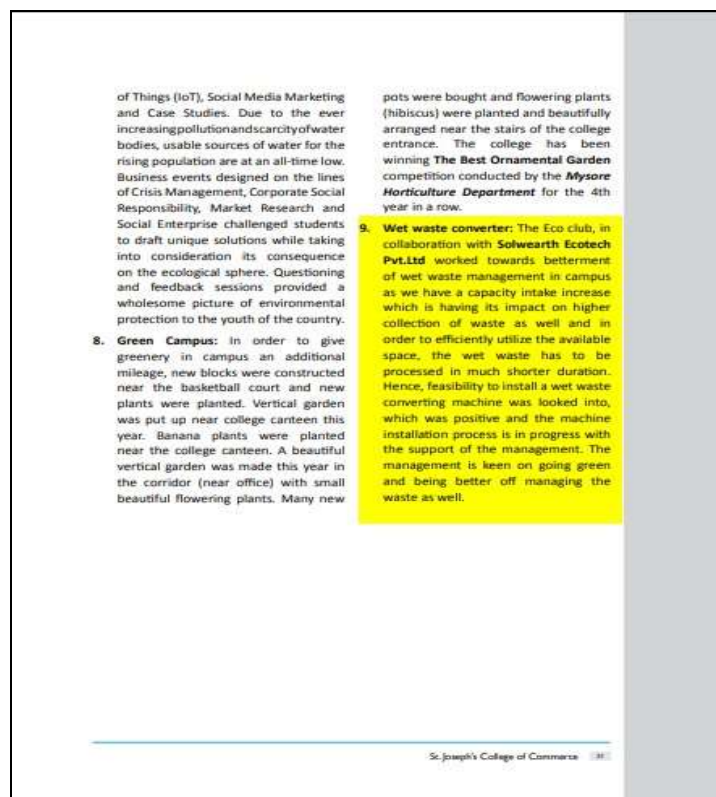 of Things (IoT), Social Media Marketing
and Case Studies. Due to the ever
increasingpollutionandscarcityofwater
bodies, usable sources of water for the
rising population are at an all-time low.
Business events designed on the lines
of Crisis Management, Corporate Social
Responsibility, Market Research and
Social Enterprise challenged students
to draft unique solutions while taking
into consideration its consequence
on the ecological sphere. Questioning
and feedback sessions provided a
wholesome picture of environmental
protection to the youth of the country.
8. Green Campus: In order to give
greenery in campus an additional
mileage, new blocks were constructed
near the basketball court and new
plants were planted. Vertical garden
was put up near college canteen this
year. Banana plants were planted
near the college canteen. A beautiful
vertical garden was made this year in
the corridor (near office) with small
beautiful flowering plants. Many new
pots were bought and flowering plants
(hibiscus) were planted and beautifully
arranged near the stairs of the college
entrance. The college has been
winning The Best Ornamental Garden
competition conducted by the Mysore
Horticulture Department for the 4th
year in a row.
9. Wet waste converter: The Eco club, in
collaboration with Solwearth Ecotech
Pvt.Ltd worked towards betterment
of wet waste management in campus
as we have a capacity intake increase
which is having its impact on higher
collection of waste as well and in
order to efficiently utilize the available
space, the wet waste has to be
processed in much shorter duration.
Hence, feasibility to install a wet waste
converting machine was looked into,
which was positive and the machine
installation process is in progress with
the support of the management. The
management is keen on going green
and being better off managing the
waste as well.
St. Joseph's College of Commerce